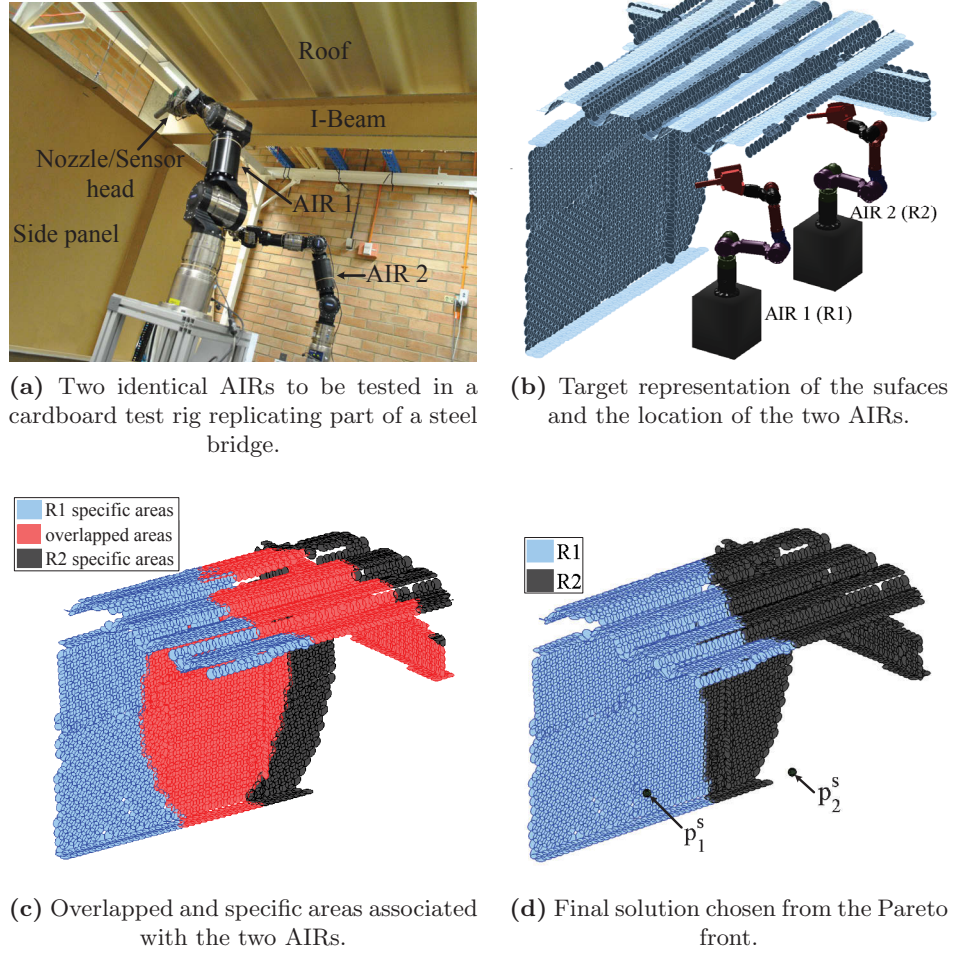 Roof
I-Beam
Nozzle/Sensor
head
AIR 1
Side panel
AIR 2
AIR 2 (R2)
AIR 1 (R1)
(a) Two identical AIRs to be tested in a
cardboard test rig replicating part of a steel
bridge.
(b) Target representation of the sufaces
and the location of the two AIRs.
R1 specific areas
overlapped areas
R2 specific areas
R1
R2
p₁ˢ
p₂ˢ
(c) Overlapped and specific areas associated
with the two AIRs.
(d) Final solution chosen from the Pareto
front.